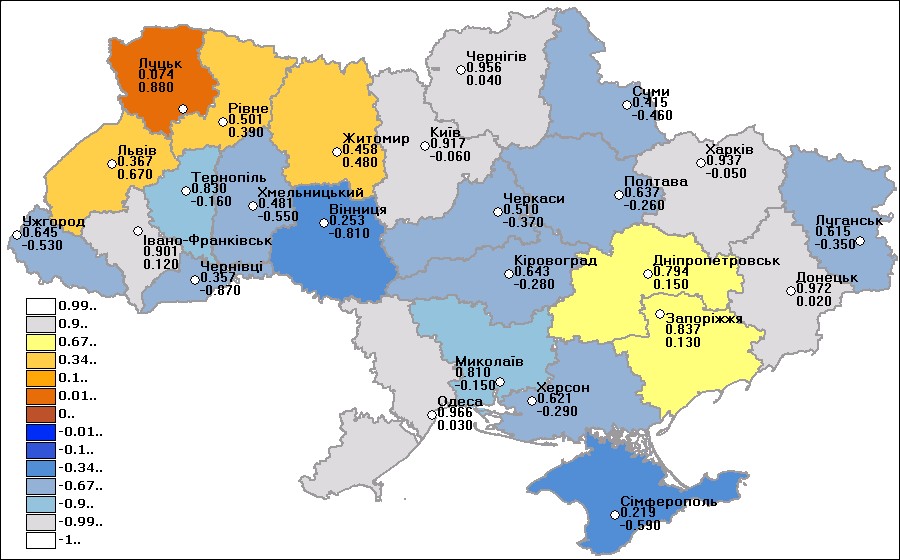 Чернігів
0.956
0.040
Луцьк
0.074
0.880
Суми
0.415
-0.460
Рівне
0.501
0.390
Житомир
0.458
0.480
Київ
0.917
-0.060
Харків
0.937
-0.050
Львів
0.367
0.670
Тернопіль
0.830
-0.160
Хмельницький
0.481
-0.550
Вінниця
0.253
-0.810
Черкаси
0.510
-0.370
Полтава
0.637
-0.260
Ужгород
0.645
-0.530
Луганськ
0.615
-0.350
Івано-Франківськ
0.901
0.120
Чернівці
0.357
-0.870
Кіровоград
0.643
-0.280
Дніпропетровськ
0.794
0.150
Донецьк
0.972
0.020
Запоріжжя
0.837
0.130
Миколаїв
0.810
-0.150
Херсон
0.621
-0.290
Одеса
0.966
0.030
Сімферополь
0.219
-0.590
0.99..
0.9..
0.67..
0.34..
0.1..
0.01..
0..
-0.01..
-0.1..
-0.34..
-0.67..
-0.9..
-0.99..
-1..